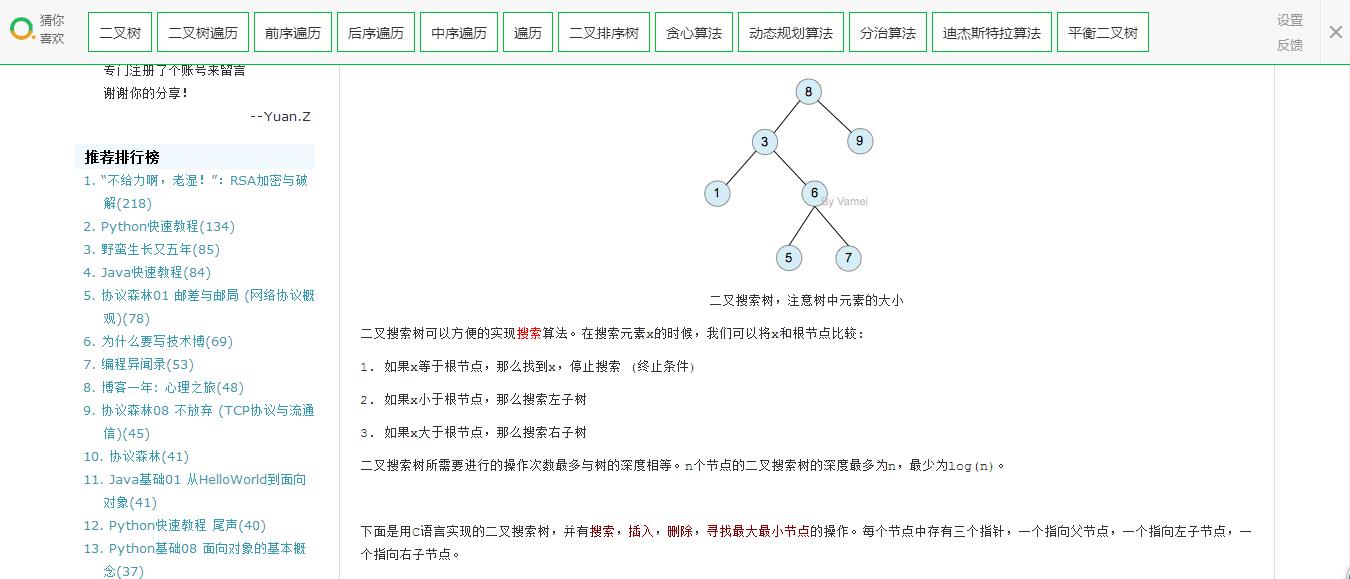 猜你
喜欢
二叉树
二叉树遍历
前序遍历
后序遍历
中序遍历
遍历
二叉排序树
贪心算法
动态规划算法
分治算法
迪杰斯特拉算法
平衡二叉树
设置
反馈
专门注册了个账号来留言
谢谢你的分享！
--Yuan.Z
推荐排行榜
1. “不给力啊，老湿！”：RSA加密与破
解(218)
2. Python快速教程(134)
3. 野蛮生长又五年(85)
4. Java快速教程(84)
5. 协议森林01 邮差与邮局 (网络协议概
观)(78)
6. 为什么要写技术博(69)
7. 编程异闻录(53)
8. 博客一年: 心理之旅(48)
9. 协议森林08 不放弃 (TCP协议与流通
信)(45)
10. 协议森林(41)
11. Java基础01 从HelloWorld到面向
对象(41)
12. Python快速教程 尾声(40)
13. Python基础08 面向对象的基本概
念(37)
8
3
9
1
6
By Vamei
5
7
二叉搜索树，注意树中元素的大小
二叉搜索树可以方便的实现搜索算法。在搜索元素x的时候，我们可以将x和根节点比较：
1. 如果x等于根节点，那么找到x，停止搜索 (终止条件)
2. 如果x小于根节点，那么搜索左子树
3. 如果x大于根节点，那么搜索右子树
二叉搜索树所需要进行的操作次数最多与树的深度相等。n个节点的二叉搜索树的深度最多为n，最少为log(n)。
下面是用C语言实现的二叉搜索树，并有搜索，插入，删除，寻找最大最小节点的操作。每个节点中存有三个指针，一个指向父节点，一个指向左子节点，一
个指向右子节点。